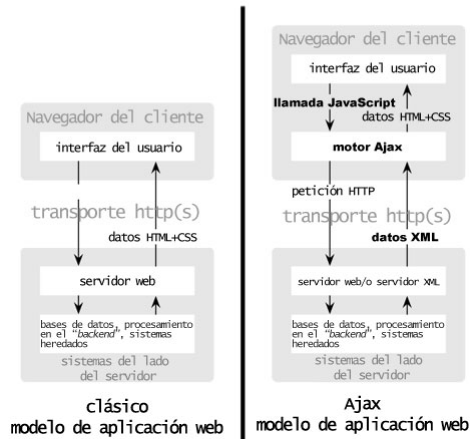 Navegador del cliente
interfaz del usuario
transporte http(s)
datos HTML+CSS
servidor web
bases de datos, procesamiento
en el "backend", sistemas
heredados
sistemas del lado
del servidor
clásico
modelo de aplicación web
Navegador del cliente
interfaz del usuario
llamada JavaScript
datos HTML+CSS
motor Ajax
petición HTTP
transporte http(s)
datos XML
servidor web/o servidor XML
bases de datos, procesamiento
en el "backend", sistemas
heredados
sistemas del lado
del servidor
Ajax
modelo de aplicación web